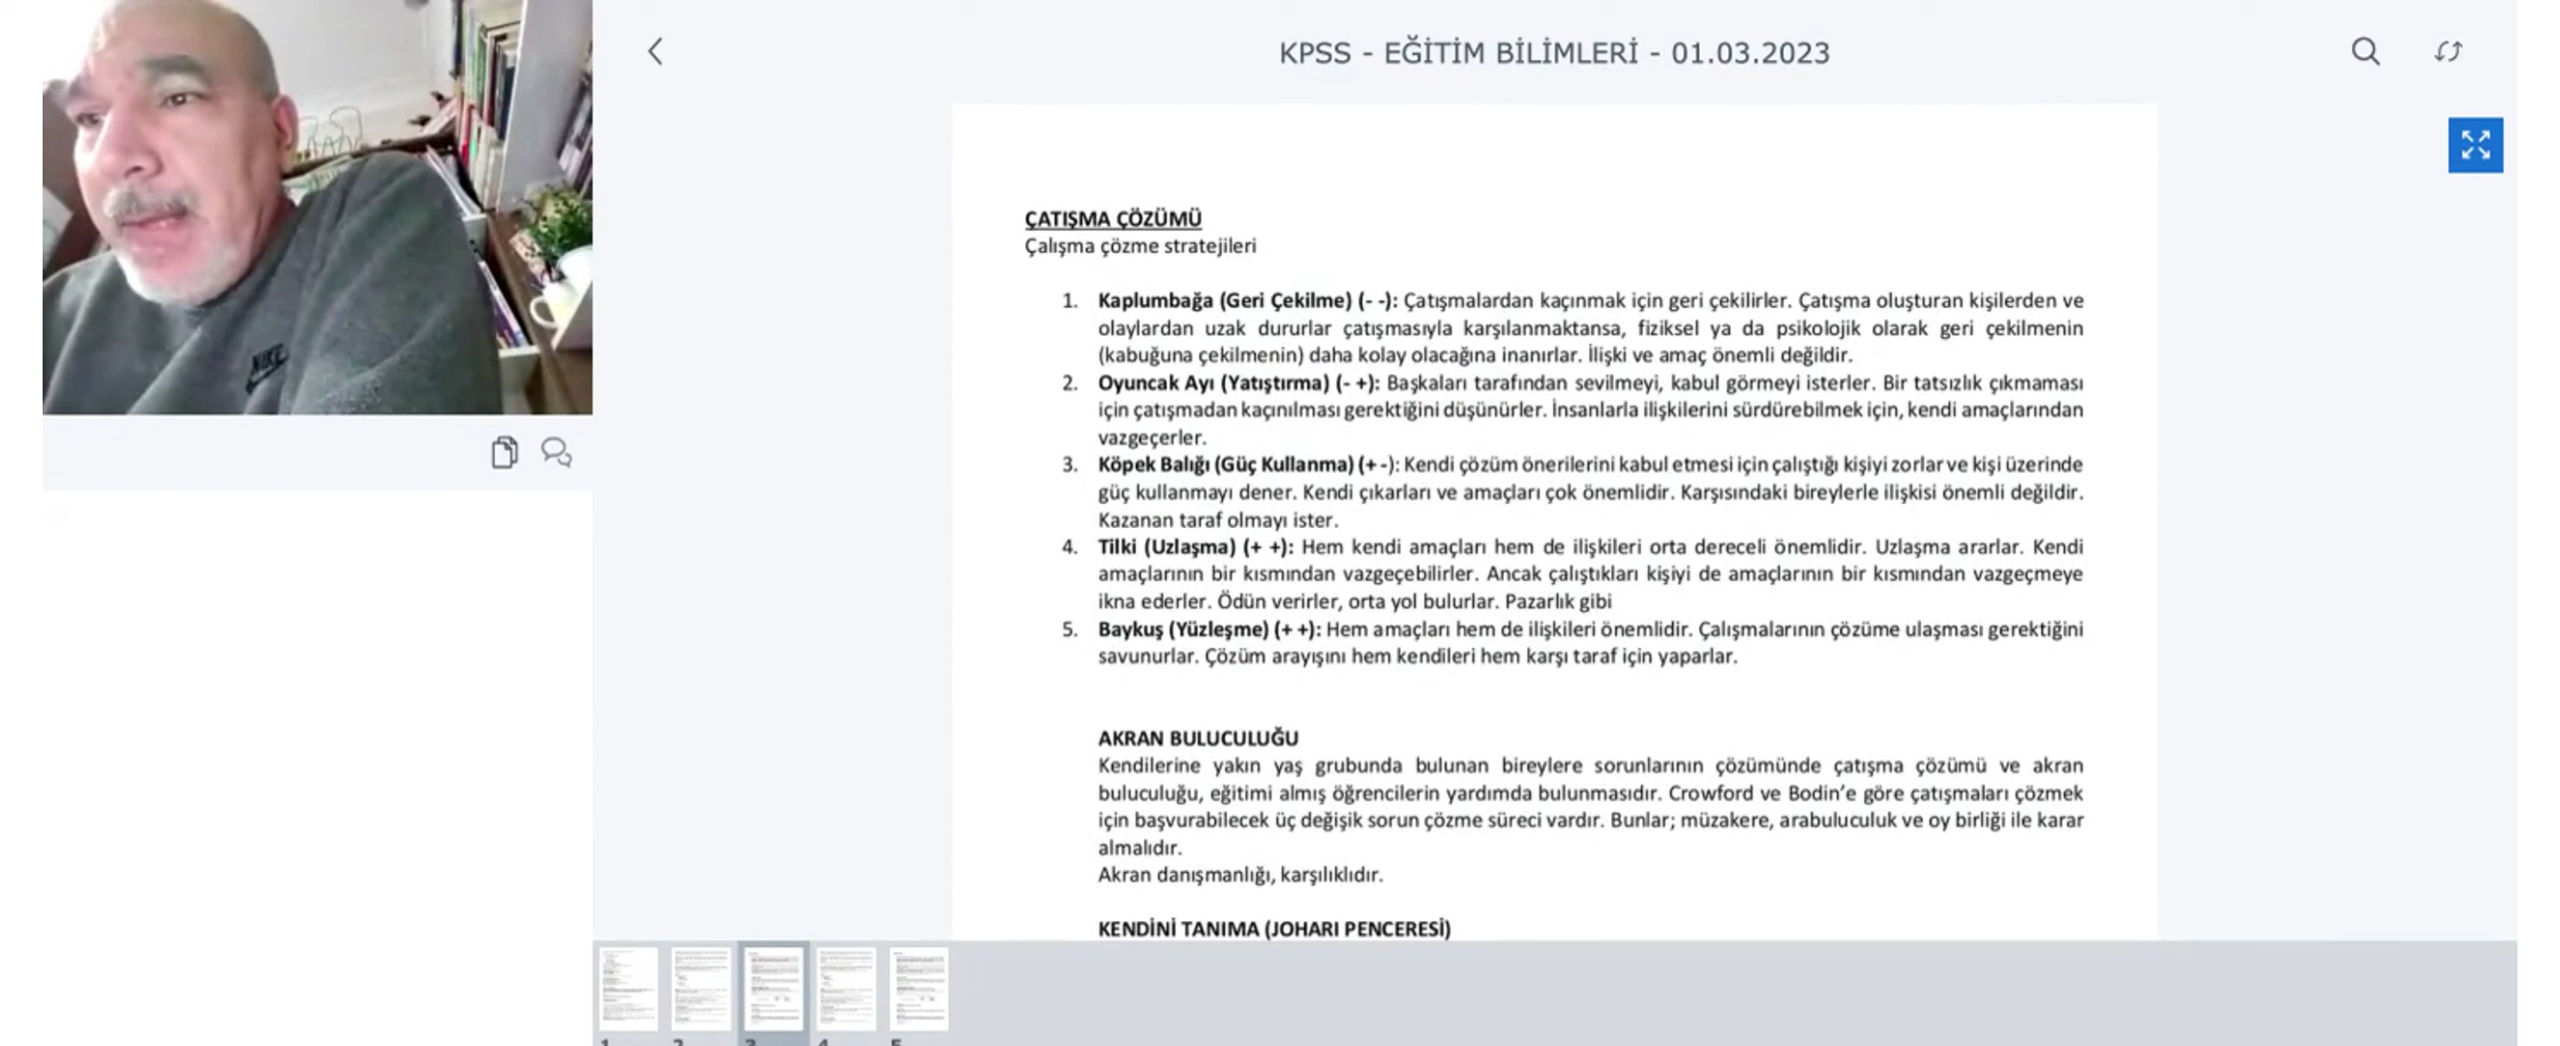 KPSS - EĞİTİM BİLİMLERİ - 01.03.2023
NIKE
ÇATIŞMA ÇÖZÜMÜ
Çalışma çözme stratejileri
1. Kaplumbağa (Geri Çekilme) (- -): Çatışmalardan kaçınmak için geri çekilirler. Çatışma oluşturan kişilerden ve
olaylardan uzak dururlar çatışmasıyla karşılanmaktansa, fiziksel ya da psikolojik olarak geri çekilmenin
(kabuğuna çekilmenin) daha kolay olacağına inanırlar. İlişki ve amaç önemli değildir.
2. Oyuncak Ayı (Yatıştırma) (- +): Başkaları tarafından sevilmeyi, kabul görmeyi isterler. Bir tatsızlık çıkmaması
için çatışmadan kaçınılması gerektiğini düşünürler. İnsanlarla ilişkilerini sürdürebilmek için, kendi amaçlarından
vazgeçerler.
3. Köpek Balığı (Güç Kullanma) (+ -): Kendi çözüm önerilerini kabul etmesi için çalıştığı kişiyi zorlar ve kişi üzerinde
güç kullanmayı dener. Kendi çıkarları ve amaçları çok önemlidir. Karşısındaki bireylerle ilişkisi önemli değildir.
Kazanan taraf olmayı ister.
4. Tilki (Uzlaşma) (+ +): Hem kendi amaçları hem de ilişkileri orta dereceli önemlidir. Uzlaşma ararlar. Kendi
amaçlarının bir kısmından vazgeçebilirler. Ancak çalıştıkları kişiyi de amaçlarının bir kısmından vazgeçmeye
ikna ederler. Ödün verirler, orta yol bulurlar. Pazarlık gibi
5. Baykuş (Yüzleşme) (+ +): Hem amaçları hem de ilişkileri önemlidir. Çalışmalarının çözüme ulaşması gerektiğini
savunurlar. Çözüm arayışını hem kendileri hem karşı taraf için yaparlar.
AKRAN BULUCULUĞU
Kendilerine yakın yaş grubunda bulunan bireylere sorunlarının çözümünde çatışma çözümü ve akran
buluculuğu, eğitimi almış öğrencilerin yardımda bulunmasıdır. Crowford ve Bodin’e göre çatışmaları çözmek
için başvurabilecek üç değişik sorun çözme süreci vardır. Bunlar; müzakere, arabuluculuk ve oy birliği ile karar
almalıdır.
Akran danışmanlığı, karşılıklıdır.
KENDİNİ TANIMA (JOHARI PENCERESİ)
1 2 3 4 5